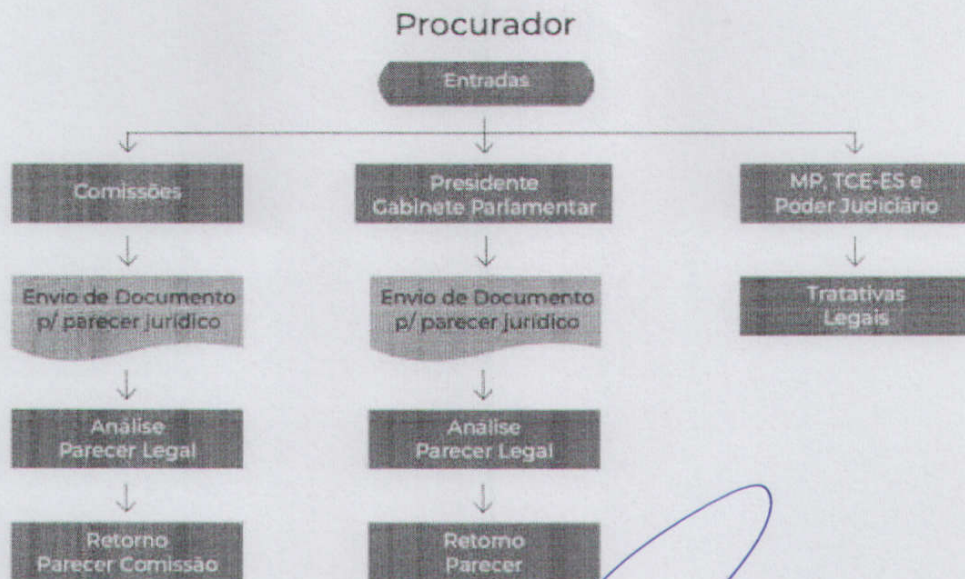 Procurador
Entradas
Comissões
Envio de Documento
p/ parecer jurídico
Análise
Parecer Legal
Retorno
Parecer Comissão
Presidente
Gabinete Parlamentar
Envio de Documento
p/ parecer jurídico
Análise
Parecer Legal
Retorno
Parecer
MP, TCE-ES e
Poder Judiciário
Tratativas
Legais